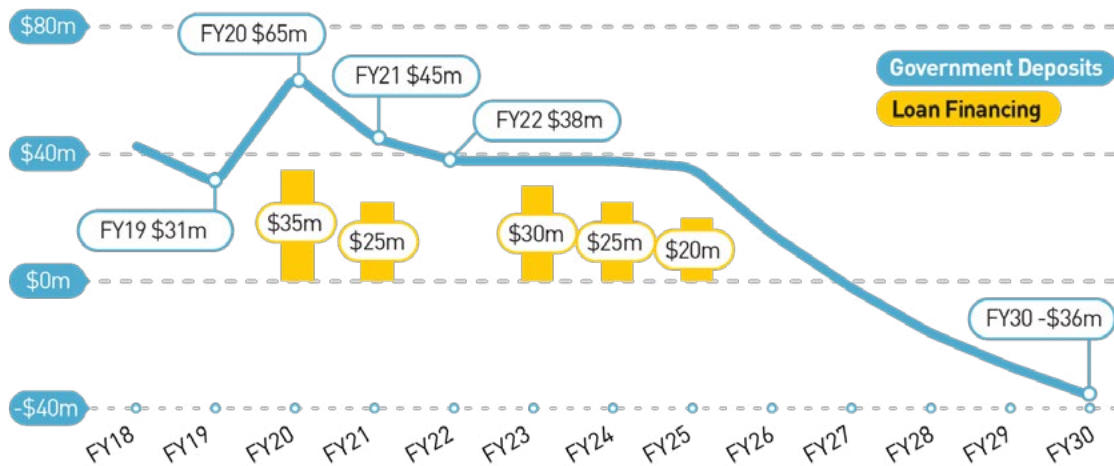 $80m
FY20 $65m
FY21 $45m
Government Deposits
Loan Financing
FY22 $38m
$40m
FY19 $31m
$35m
$25m
$30m
$25m
$20m
$0m
FY30 -$36m
-$40m
FY18
FY19
FY20
FY21
FY22
FY23
FY24
FY25
FY26
FY27
FY28
FY29
FY30